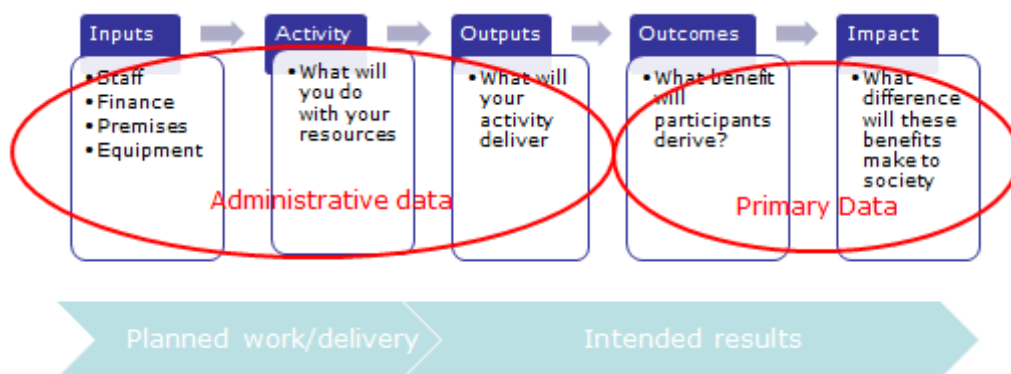 Inputs
Activity
Outputs
Outcomes
Impact
•Staff
•Finance
•Premises
•Equipment
•What will
you do
with your
resources
•What will
your
activity
deliver
•What benefit
will
participants
derive?
•What
difference
will these
benefits
make to
society
Administrative data
Primary Data
Planned work/delivery
Intended results